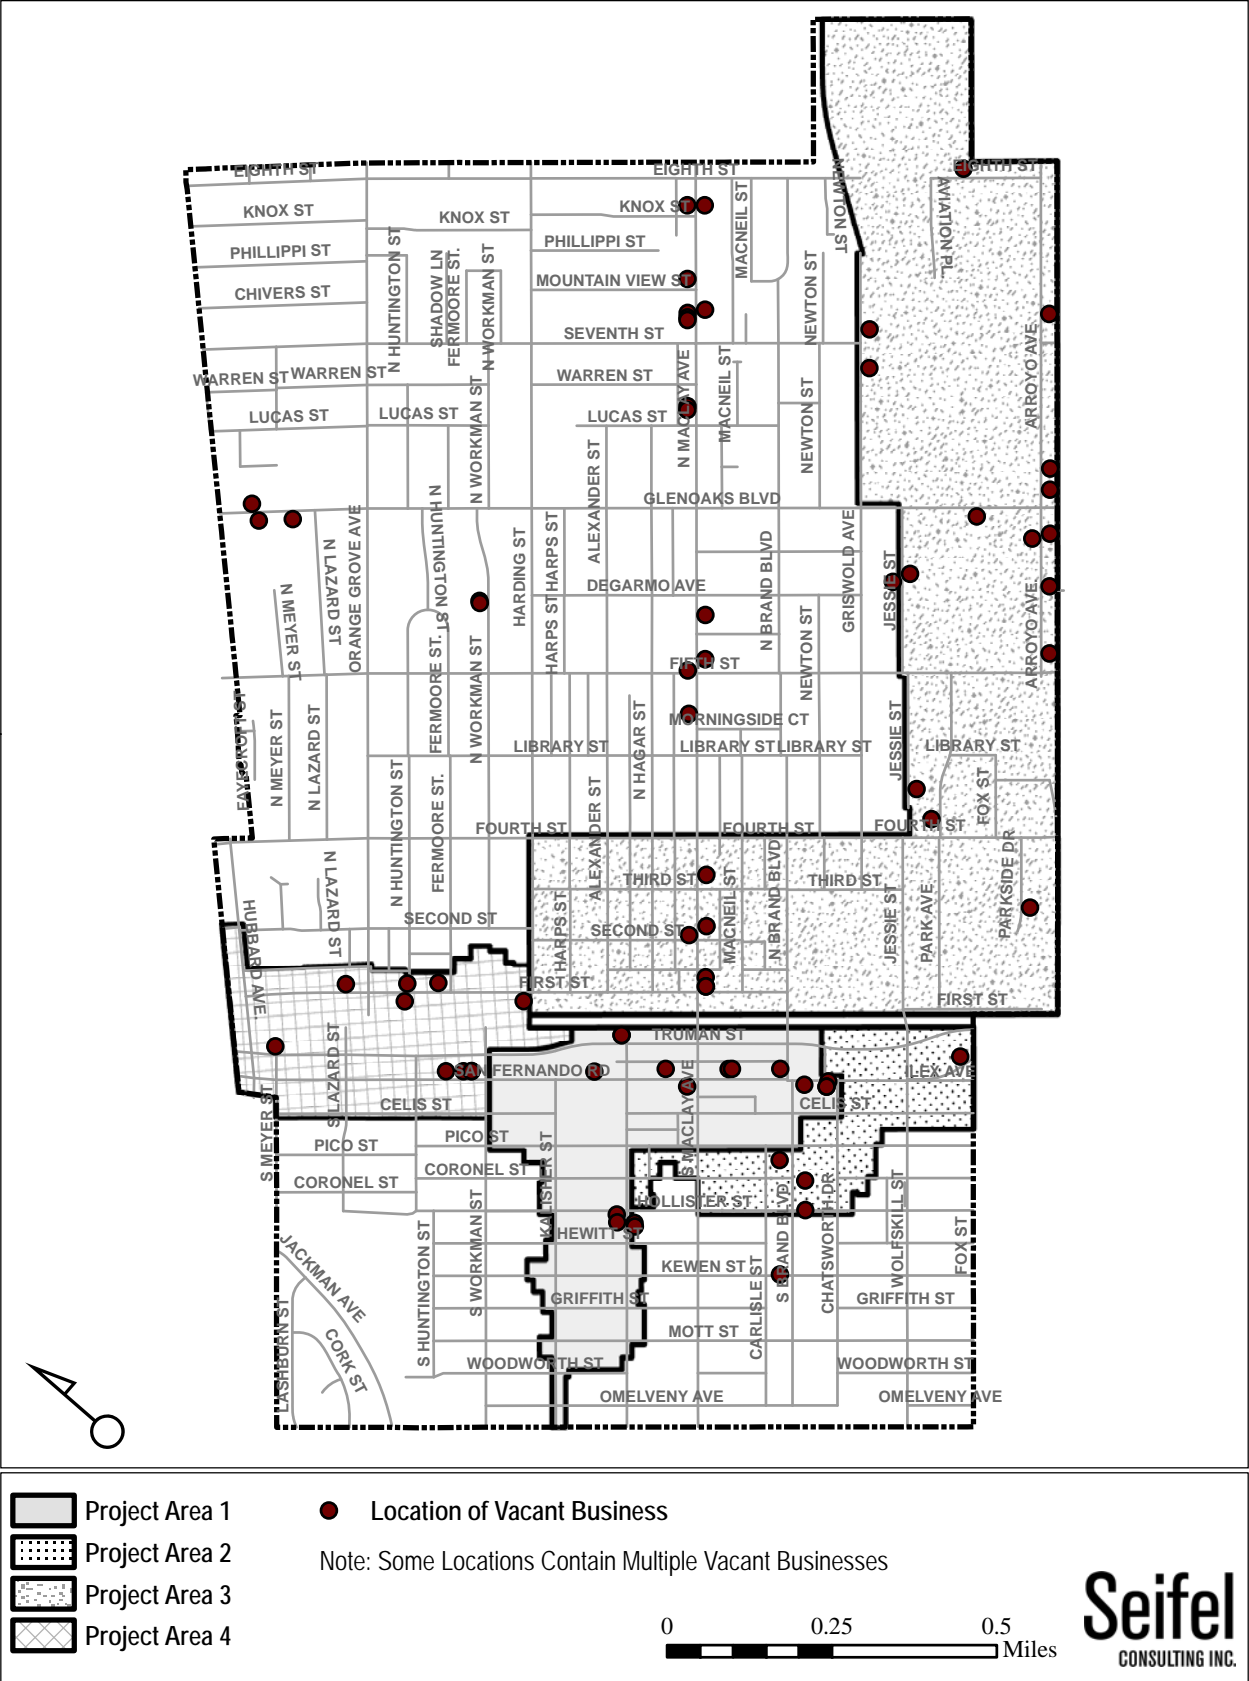 EIGHTH ST
EIGHTH ST
EIGHTH ST
KNOX ST
KNOX ST
KNOX ST
MACNEIL ST
NEWTON ST
AVIATION PL.
PHILLIPPI ST
PHILLIPPI ST
CHIVERS ST
MOUNTAIN VIEW ST
N HUNTINGTON ST
SHADOW LN
FERMOORE ST.
N WORKMAN ST
NEWTON ST
SEVENTH ST
WARREN ST
WARREN ST
WARREN ST
LUCAS ST
LUCAS ST
LUCAS ST
N WORKMAN ST
N MACLAY AVE
MACNEIL ST
NEWTON ST
ARROYO AVE
ALEXANDER ST
GLENOAKS BLVD
N LAZARD ST
ORANGE GROVE AVE
N HUNTINGTON ST
HARDING ST
HARPS ST
HARPS ST
DEGARMO AVE
N BRAND BLVD
GRISWOLD AVE
JESSIE ST
ARROYO AVE
N MEYER ST
FERMOORE ST.
N WORKMAN ST
NEWTON ST
FIFTH ST
MORNINGSIDE CT
LIBRARY ST
LIBRARY ST
LIBRARY ST
LIBRARY ST
N MEYER ST
N LAZARD ST
N HAGAR ST
JESSIE ST
FOX ST
N HUNTINGTON ST
FERMOORE ST.
ALEXANDER ST
FOURTH ST
FOURTH ST
FOURTH ST
N LAZARD ST
THIRD ST
THIRD ST
N BRAND BLVD
PARKSIDE DR
HUBBARD AVE.
SECOND ST
SECOND ST
HARPS ST
MACNEIL ST
JESSIE ST
PARK AVE
FIRST ST
FIRST ST
TRUMAN ST
S LAZARD ST
SAN FERNANDO RD
ILEX AVE
S MEYER ST
CELIS ST
CELIS ST
S MACLAY AVE
PICO ST
PICO ST
KALISHER ST
CORONEL ST
CORONEL ST
HOLLISTER ST
S HUNTINGTON ST
S WORKMAN ST
HEWITT ST
S BRAND BLVD
CHATSWORTH DR
WOLFSKILL ST
FOX ST
JACKMAN AVE
KEWEN ST
CARLISLE ST
GRIFFITH ST
GRIFFITH ST
LASHBURN ST
CORK ST
MOTT ST
WOODWORTH ST
WOODWORTH ST
OMELVENY AVE
OMELVENY AVE
Project Area 1
Project Area 2
Project Area 3
Project Area 4
Location of Vacant Business
Note: Some Locations Contain Multiple Vacant Businesses
0 0.25 0.5
Miles
Seifel
CONSULTING INC.